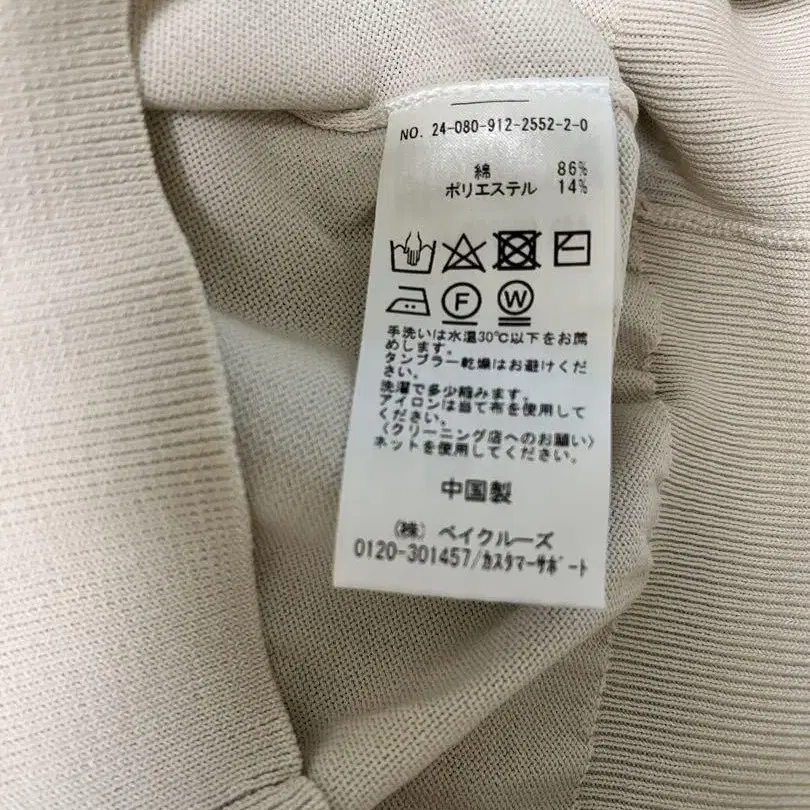 NO. 24-080-912-2552-2-0
綿 86%
ポリエステル 14%
F W
手洗いは水温30℃以下をお薦
めします。
タンブラー乾燥はお避けくだ
さい。
洗濯で多少縮みます。
アイロンは当て布を使用して
ください。
〈クリーニング店へのお願い〉
ネットを使用してください。
中国製
(株) ベイクルーズ
0120-301457/カスタマーサポート